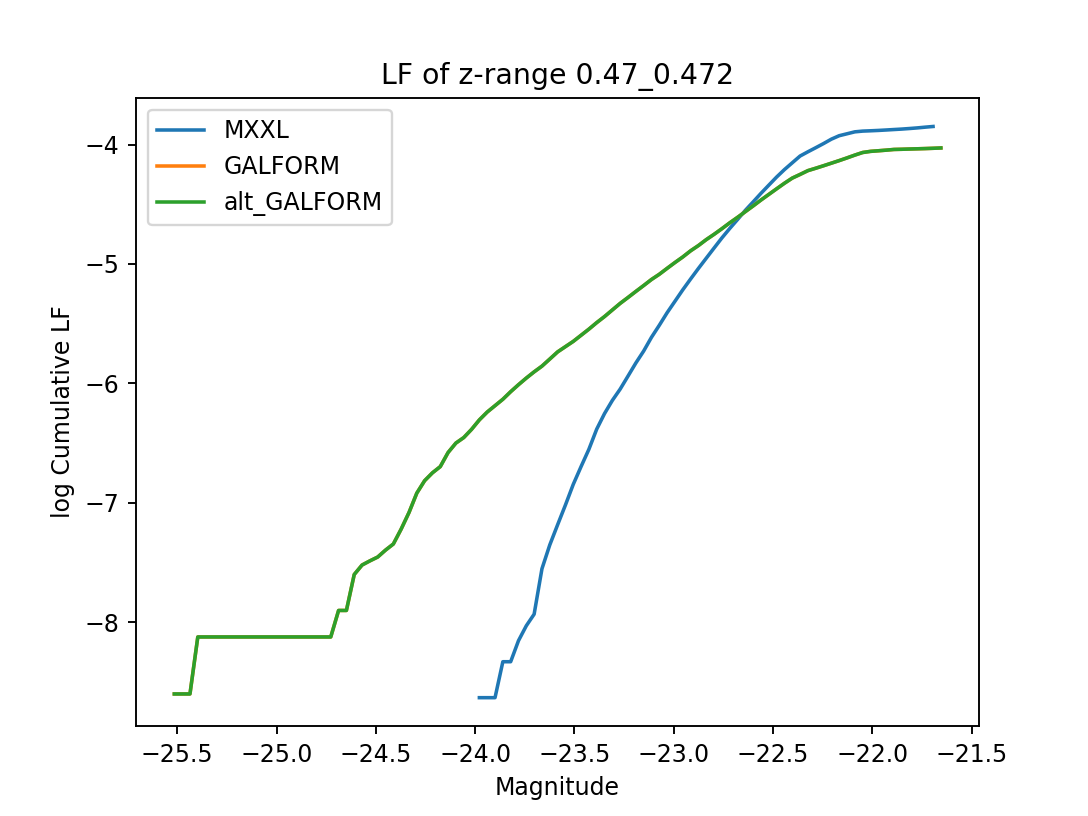 LF of z-range 0.47_0.472
MXXL
GALFORM
alt_GALFORM
log Cumulative LF
−4
−5
−6
−7
−8
−25.5 −25.0 −24.5 −24.0 −23.5 −23.0 −22.5 −22.0 −21.5
Magnitude